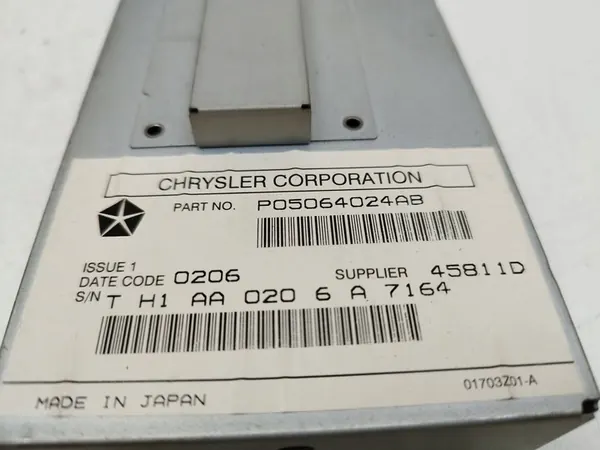 CHRYSLER CORPORATION
PART NO. P05064024AB
ISSUE 1
DATE CODE 0206 SUPPLIER 45811D
S/N T H1 AA 020 6 A 7164
01703Z01-A
MADE IN JAPAN